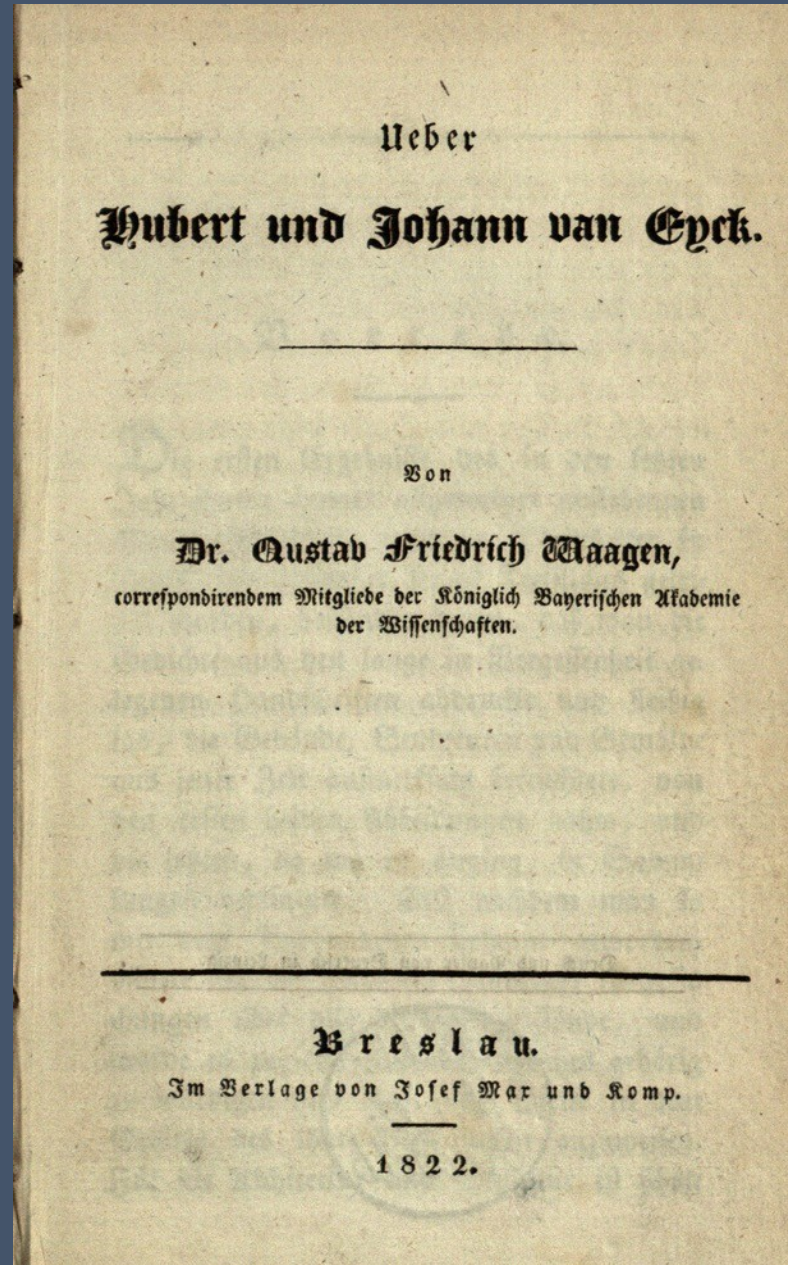 Ueber
Hubert und Johann van Eyck.
Von
Dr. Gustav Friedrich Waagen,
correspondirendem Mitgliede der Königlich Bayerischen Akademie
der Wissenschaften.
Breslau.
Im Verlage von Josef Max und Komp.
1822.